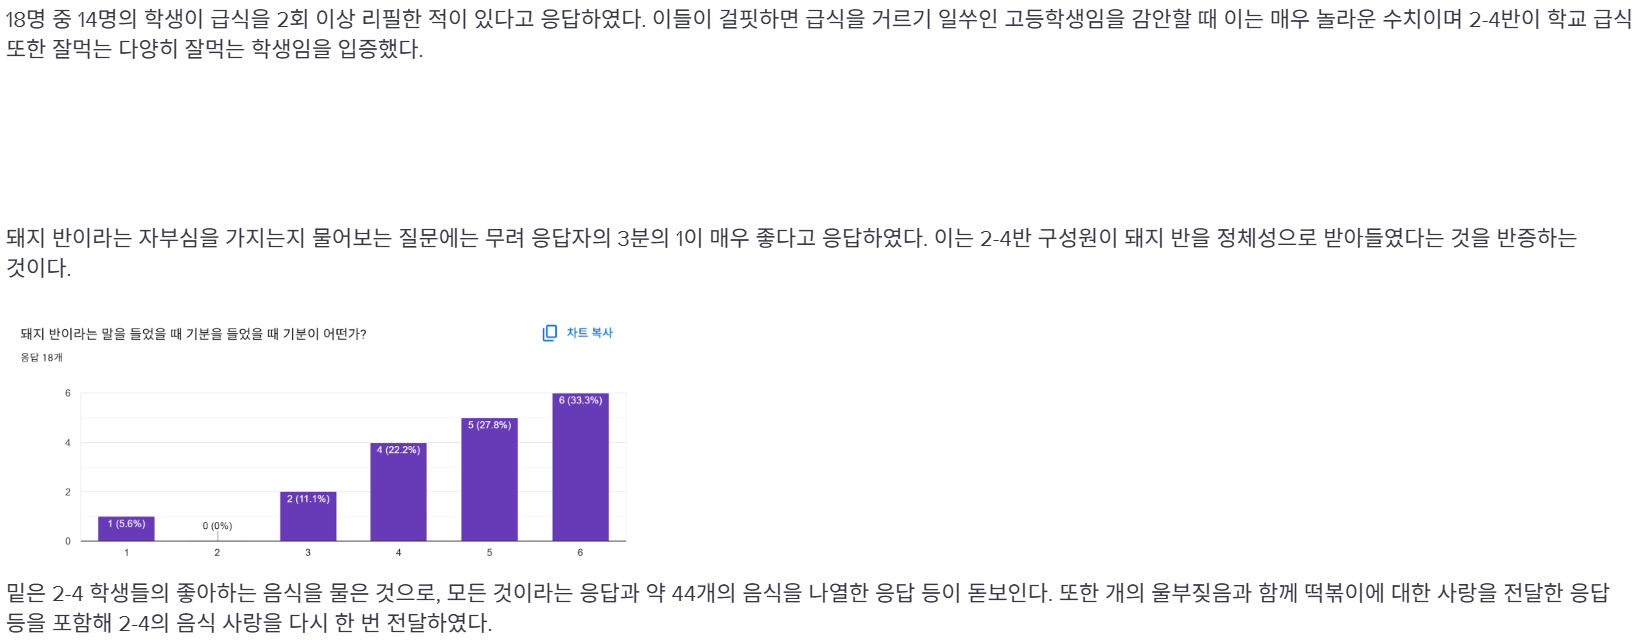 18명 중 14명의 학생이 급식을 2회 이상 리필한 적이 있다고 응답하였다. 이들이 걸핏하면 급식을 거르기 일쑤인 고등학생임을 감안할 때 이는 매우 놀라운 수치이며 2-4반이 학교 급식
또한 잘먹는 다양히 잘먹는 학생임을 입증했다.
돼지 반이라는 자부심을 가지는지 물어보는 질문에는 무려 응답자의 3분의 1이 매우 좋다고 응답하였다. 이는 2-4반 구성원이 돼지 반을 정체성으로 받아들였다는 것을 반증하는
것이다.
돼지 반이라는 말을 들었을 때 기분을 들었을 때 기분이 어떤가?
차트 복사
응답 18개
6
4
2
0
1 (5.6%)
0 (0%)
2 (11.1%)
4 (22.2%)
5 (27.8%)
6 (33.3%)
1 2 3 4 5 6
밑은 2-4 학생들의 좋아하는 음식을 물은 것으로, 모든 것이라는 응답과 약 44개의 음식을 나열한 응답 등이 돋보인다. 또한 개의 울부짖음과 함께 떡볶이에 대한 사랑을 전달한 응답
등을 포함해 2-4의 음식 사랑을 다시 한 번 전달하였다.